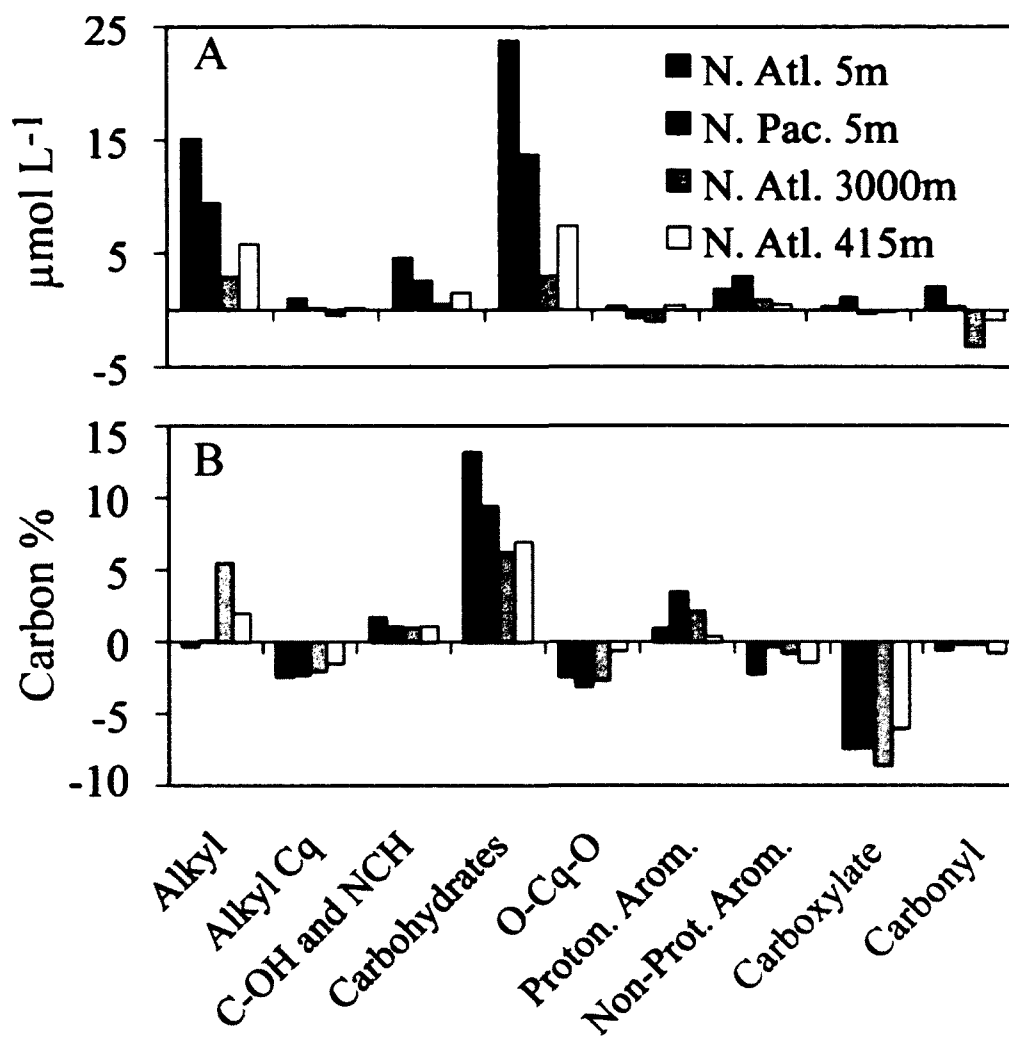 25
A
N. Atl. 5m
N. Pac. 5m
N. Atl. 3000m
N. Atl. 415m
15
5
-5
μmol L-1
15
B
10
5
0
-5
-10
Carbon %
Alkyl
Alkyl Cq
C-OH and NCH
Carbohydrates
O-Cq-O
Proton. Arom.
Non-Prot. Arom.
Carboxylate
Carbonyl